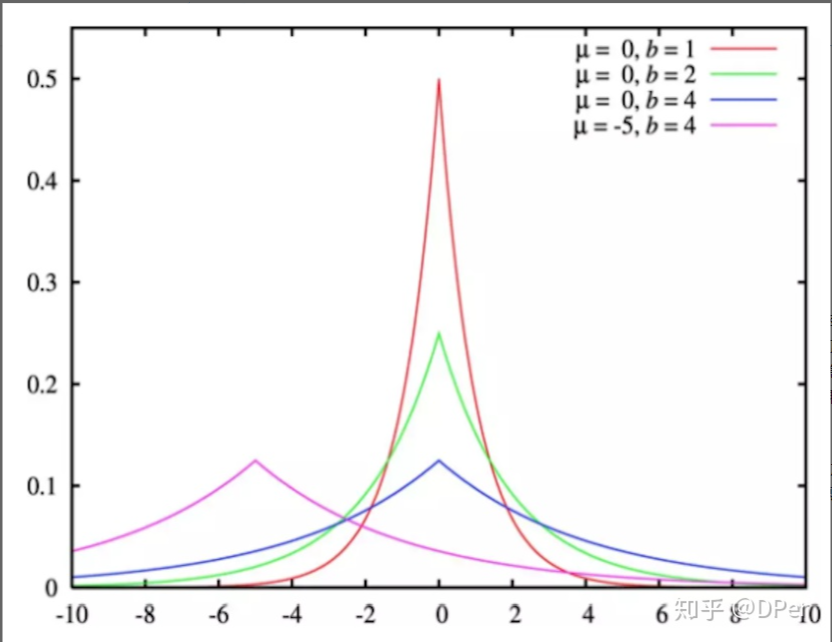 μ = 0, b = 1
μ = 0, b = 2
μ = 0, b = 4
μ = -5, b = 4
0.5
0.4
0.3
0.2
0.1
0
-10 -8 -6 -4 -2 0 2 4 6 8 10
知乎